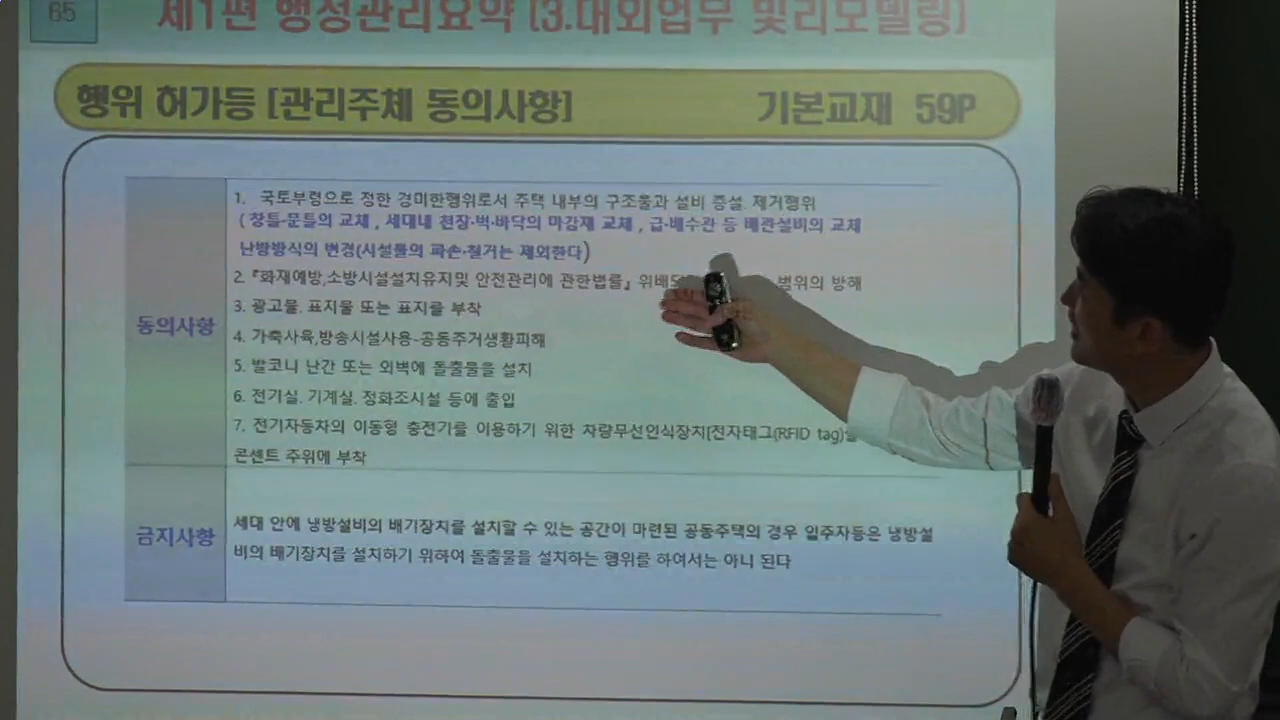 65
제1편 행정관리요약 [3.대외업무 및리모델링]
행위 허가등 [관리주체 동의사항] 기본교재 59P
동의사항
1. 국토부령으로 정한 경미한행위로서 주택 내부의 구조물과 설비 증설. 제거행위
( 창틀·문틀의 교체 , 세대내 천장·벽·바닥의 마감재 교체 , 급·배수관 등 배관설비의 교체
난방방식의 변경(시설물의 파손·철거는 제외한다)
2. 『화재예방,소방시설설치유지및 안전관리에 관한법률』 위배되 범위의 방해
3. 광고물. 표지물 또는 표지를 부착
4. 가축사육,방송시설사용-공동주거생활피해
5. 발코니 난간 또는 외벽에 돌출물을 설치
6. 전기실. 기계실. 정화조시설 등에 출입
7. 전기자동차의 이동형 충전기를 이용하기 위한 차량무선인식장치[전자태그(RFID tag)를
콘센트 주위에 부착
금지사항
세대 안에 냉방설비의 배기장치를 설치할 수 있는 공간이 마련된 공동주택의 경우 입주자등은 냉방설
비의 배기장치를 설치하기 위하여 돌출물을 설치하는 행위를 하여서는 아니 된다